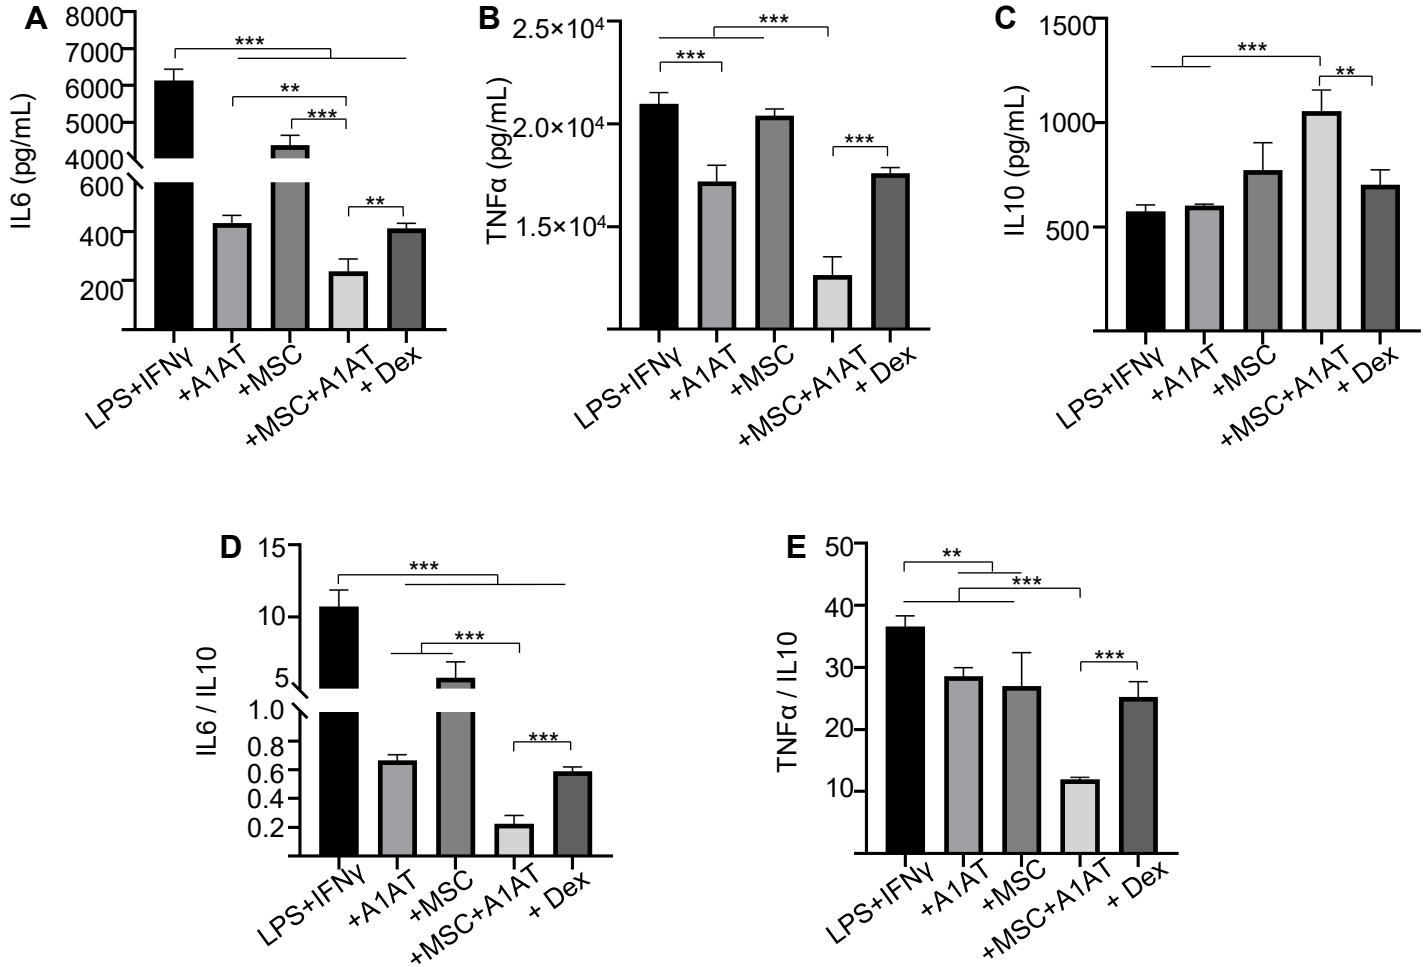 A
IL6 (pg/mL)
8000
7000
6000
5000
4000
600
400
200
***
**
***
**
LPS+IFNγ
+A1AT
+MSC
+MSC+A1AT
+ Dex
B
TNFα (pg/mL)
2.5×10⁴
2.0×10⁴
1.5×10⁴
***
***
***
LPS+IFNγ
+A1AT
+MSC
+MSC+A1AT
+ Dex
C
IL10 (pg/mL)
1500
1000
500
***
**
LPS+IFNγ
+A1AT
+MSC
+MSC+A1AT
+ Dex
D
IL6 / IL10
15
10
5
1.0
0.8
0.6
0.4
0.2
***
***
***
LPS+IFNγ
+A1AT
+MSC
+MSC+A1AT
+ Dex
E
TNFα / IL10
50
40
30
20
10
**
***
***
LPS+IFNγ
+A1AT
+MSC
+MSC+A1AT
+ Dex